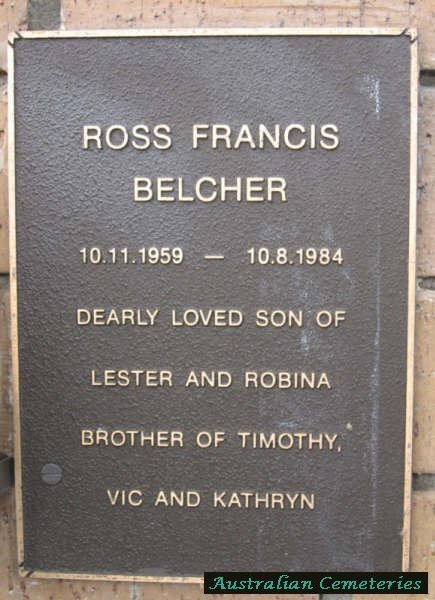 ROSS FRANCIS
BELCHER
10.11.1959 — 10.8.1984
DEARLY LOVED SON OF
LESTER AND ROBINA
BROTHER OF TIMOTHY,
VIC AND KATHRYN
Australian Cemeteries